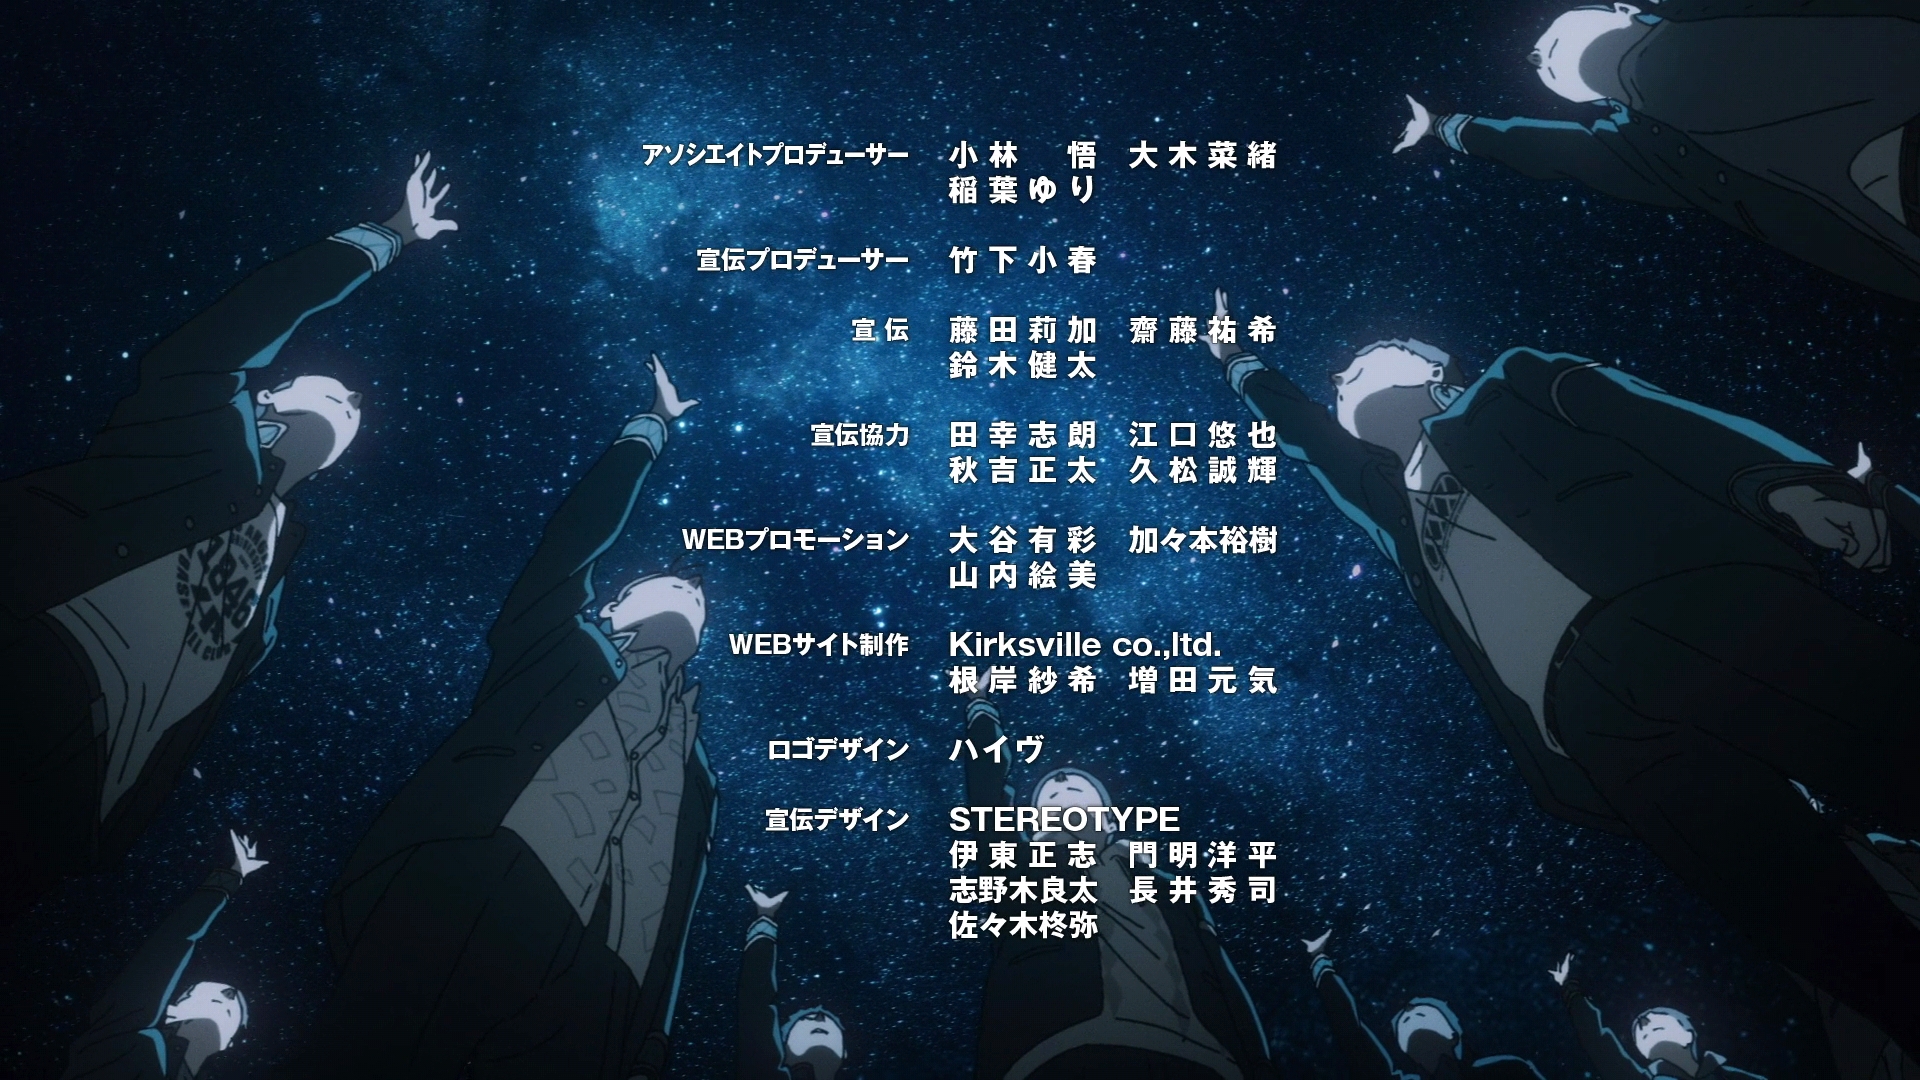 アソシエイトプロデューサー 小林 悟 大木菜緒
稲葉ゆり
宣伝プロデューサー 竹下小春
宣伝 藤田莉加 齋藤祐希
鈴木健太
宣伝協力 田幸志朗 江口悠也
秋吉正太 久松誠輝
WEBプロモーション 大谷有彩 加々本裕樹
山内絵美
WEBサイト制作 Kirksville co.,ltd.
根岸紗希 増田元気
ロゴデザイン ハイヴ
宣伝デザイン STEREOTYPE
伊東正志 門明洋平
志野木良太 長井秀司
佐々木柊弥